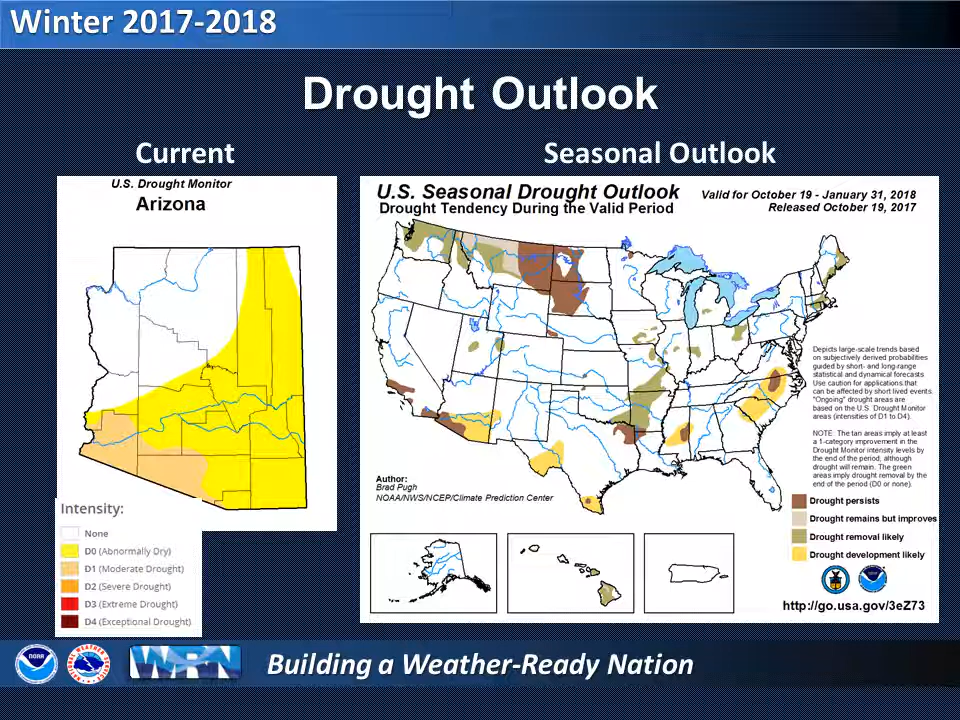 Winter 2017-2018
Drought Outlook
Current
Seasonal Outlook
U.S. Drought Monitor
Arizona
Intensity:
None
D0 (Abnormally Dry)
D1 (Moderate Drought)
D2 (Severe Drought)
D3 (Extreme Drought)
D4 (Exceptional Drought)
U.S. Seasonal Drought Outlook
Drought Tendency During the Valid Period
Valid for October 19 - January 31, 2018
Released October 19, 2017
Depicts large-scale trends based
on subjectively derived probabilities
guided by short- and long-range
statistical and dynamical forecasts
Use caution for applications that
can be affected by short lived events.
"Ongoing" drought areas are
based on the U.S. Drought Monitor
areas (intensities of D1 to D4).
NOTE: The tan areas imply at least
a 1-category improvement in the
Drought Monitor intensity levels by
the end of the period, although
drought will remain. The green
areas imply drought removal by the
end of the period (D0 or none).
Author:
Brad Pugh
NOAA/NWS/NCEP/Climate Prediction Center
Drought persists
Drought remains but improves
Drought removal likely
Drought development likely
http://go.usa.gov/3eZ73
NOAA
WRN
Building a Weather-Ready Nation